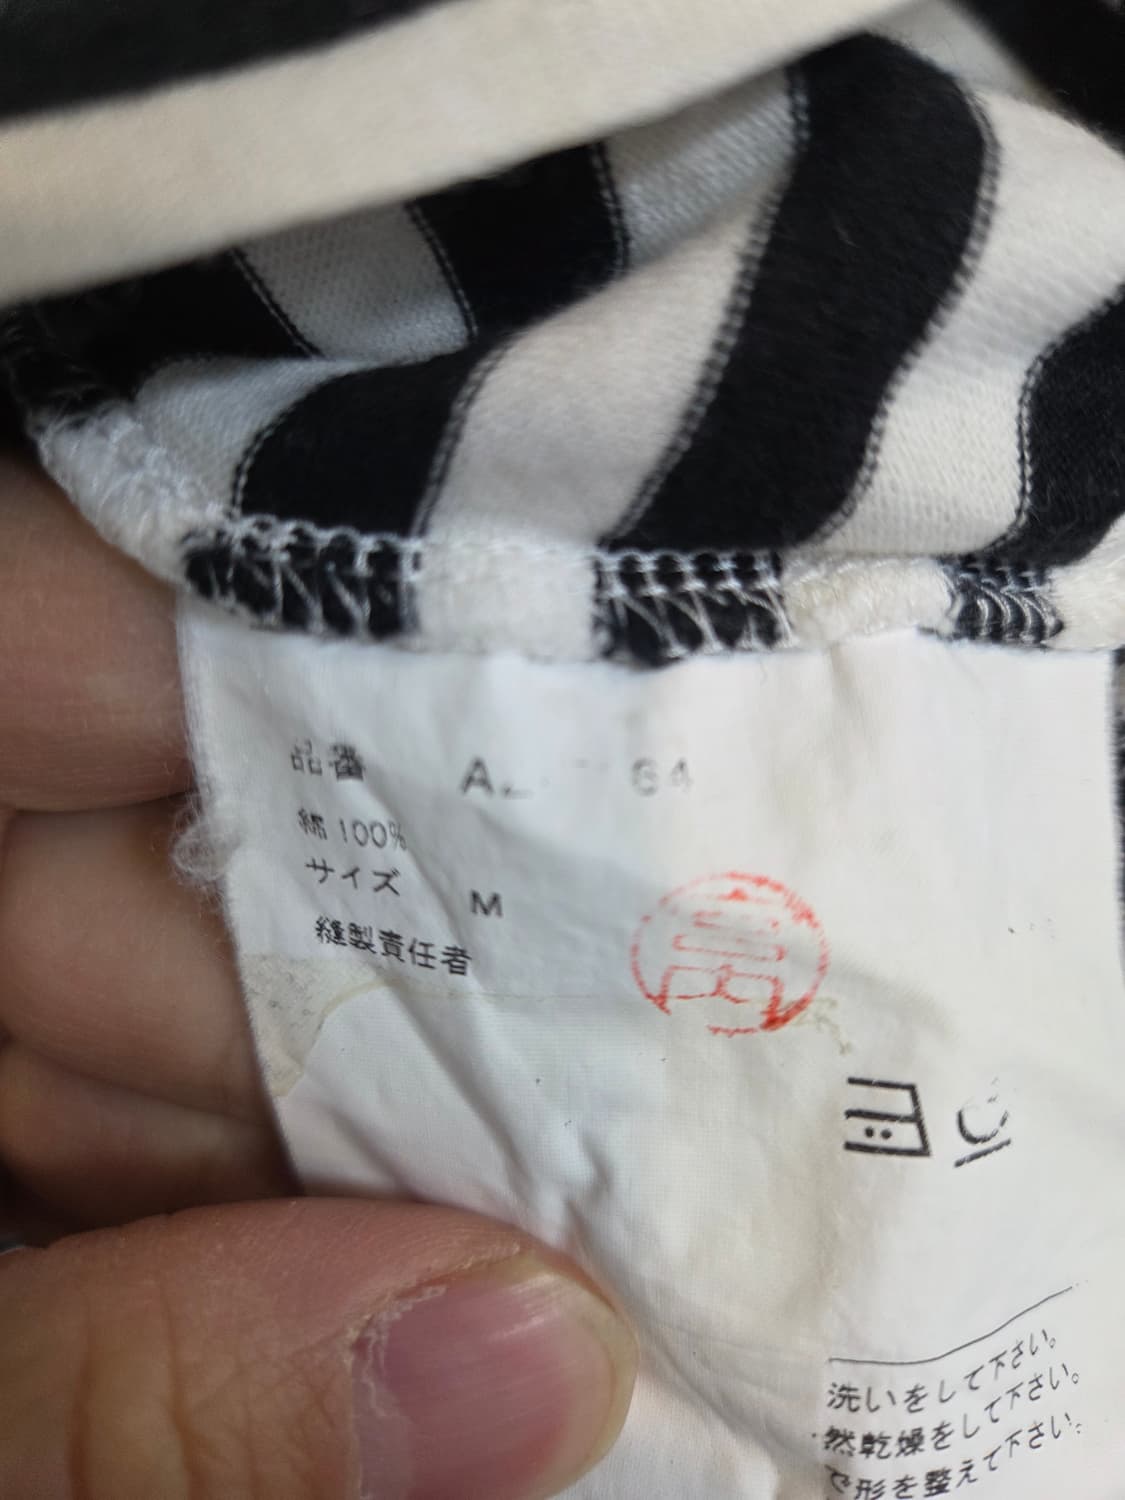 品番 A 64
綿 100%
サイズ M
縫製責任者
洗いをして下さい。
然乾燥をして下さい。
で形を整えて下さい。